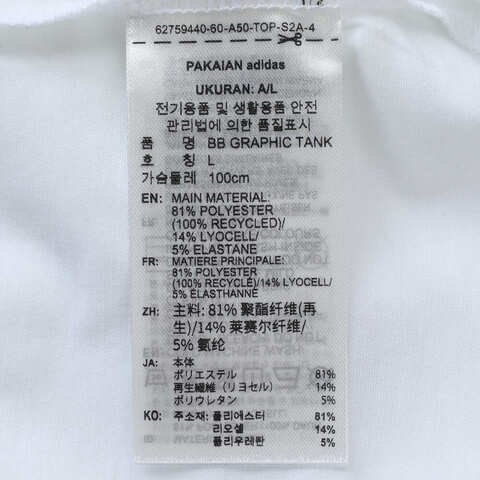 62759440-60-A50-TOP-S2A-4
PAKAIAN adidas
UKURAN: A/L
전기용품 및 생활용품 안전
관리법에 의한 품질표시
품 명 BB GRAPHIC TANK
호 칭 L
가슴둘레 100cm
EN: MAIN MATERIAL:
81% POLYESTER
(100% RECYCLED)/
14% LYOCELL/
5% ELASTANE
FR: MATIERE PRINCIPALE:
81% POLYESTER
(100% RECYCLÉ)/14% LYOCELL/
5% ÉLASTHANNE
ZH: 主料: 81% 聚酯纤维(再
生)/14% 莱赛尔纤维/
5% 氨纶
JA: 本体
ポリエステル 81%
再生繊維（リヨセル） 14%
ポリウレタン 5%
KO: 주소재: 폴리에스터 81%
리오셀 14%
폴리우레탄 5%